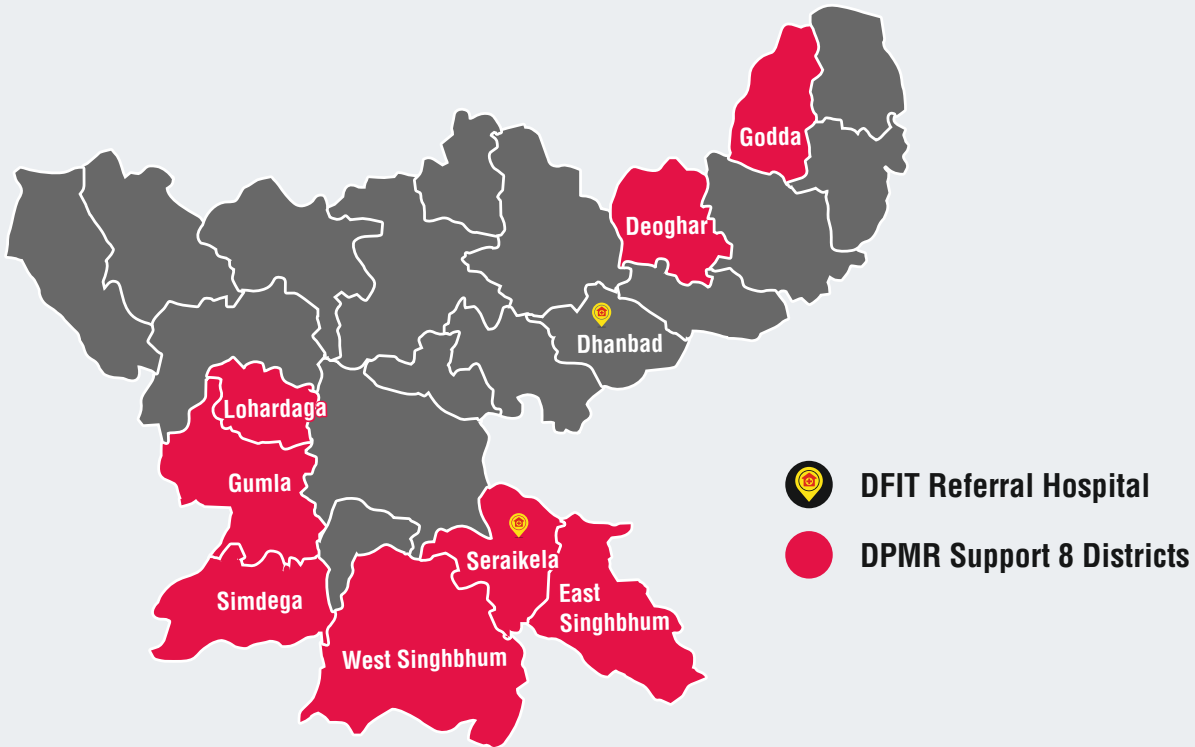 Godda
Deoghar
Dhanbad
Lohardaga
Gumla
DFIT Referral Hospital
DPMR Support 8 Districts
Seraikela
Simdega
East
Singhbhum
West Singhbhum